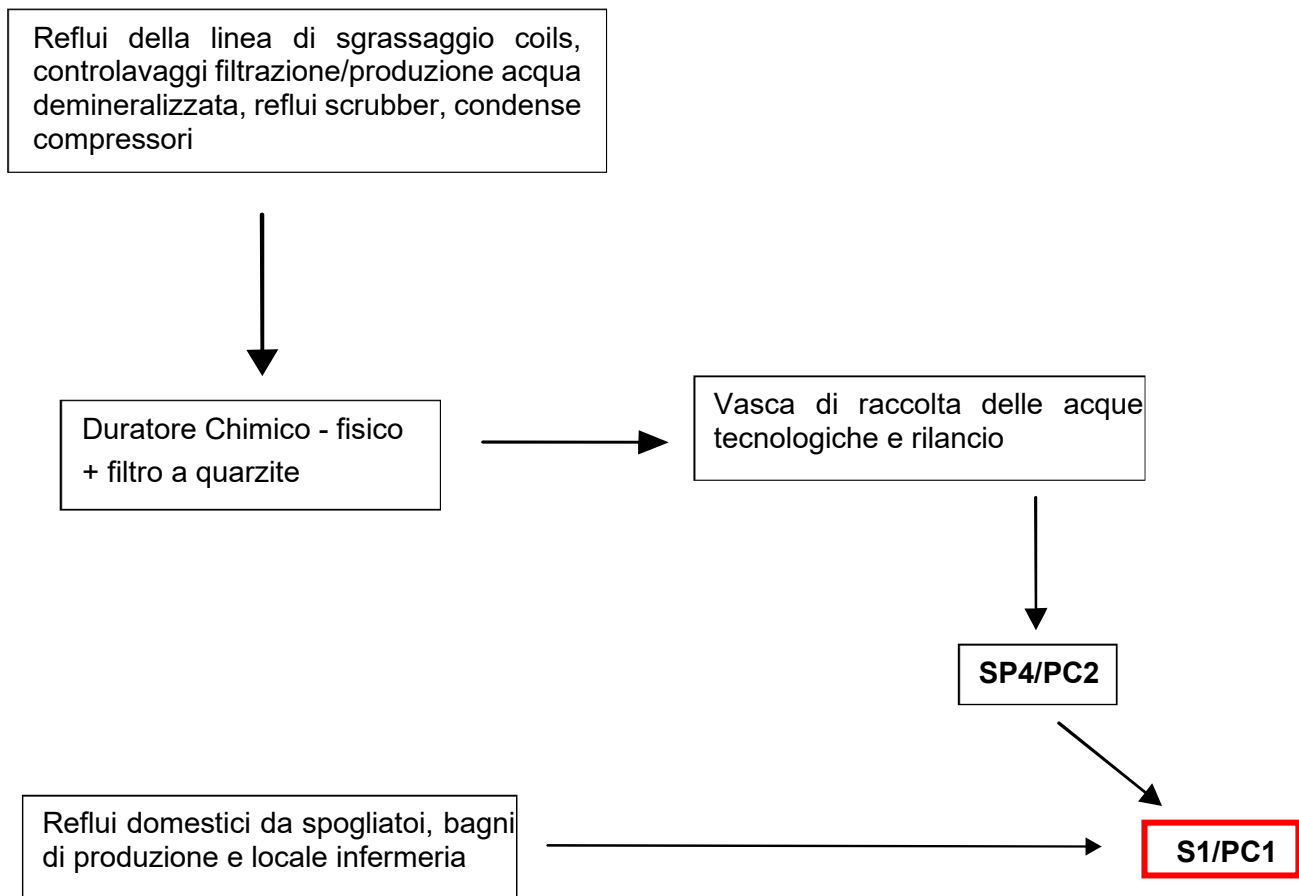 Reflui della linea di sgrassaggio coils,
controlavaggi filtrazione/produzione acqua
demineralizzata, reflui scrubber, condense
compressori
Duratore Chimico - fisico
+ filtro a quarzite
Vasca di raccolta delle acque
tecnologiche e rilancio
SP4/PC2
Reflui domestici da spogliatoi, bagni
di produzione e locale infermeria
S1/PC1